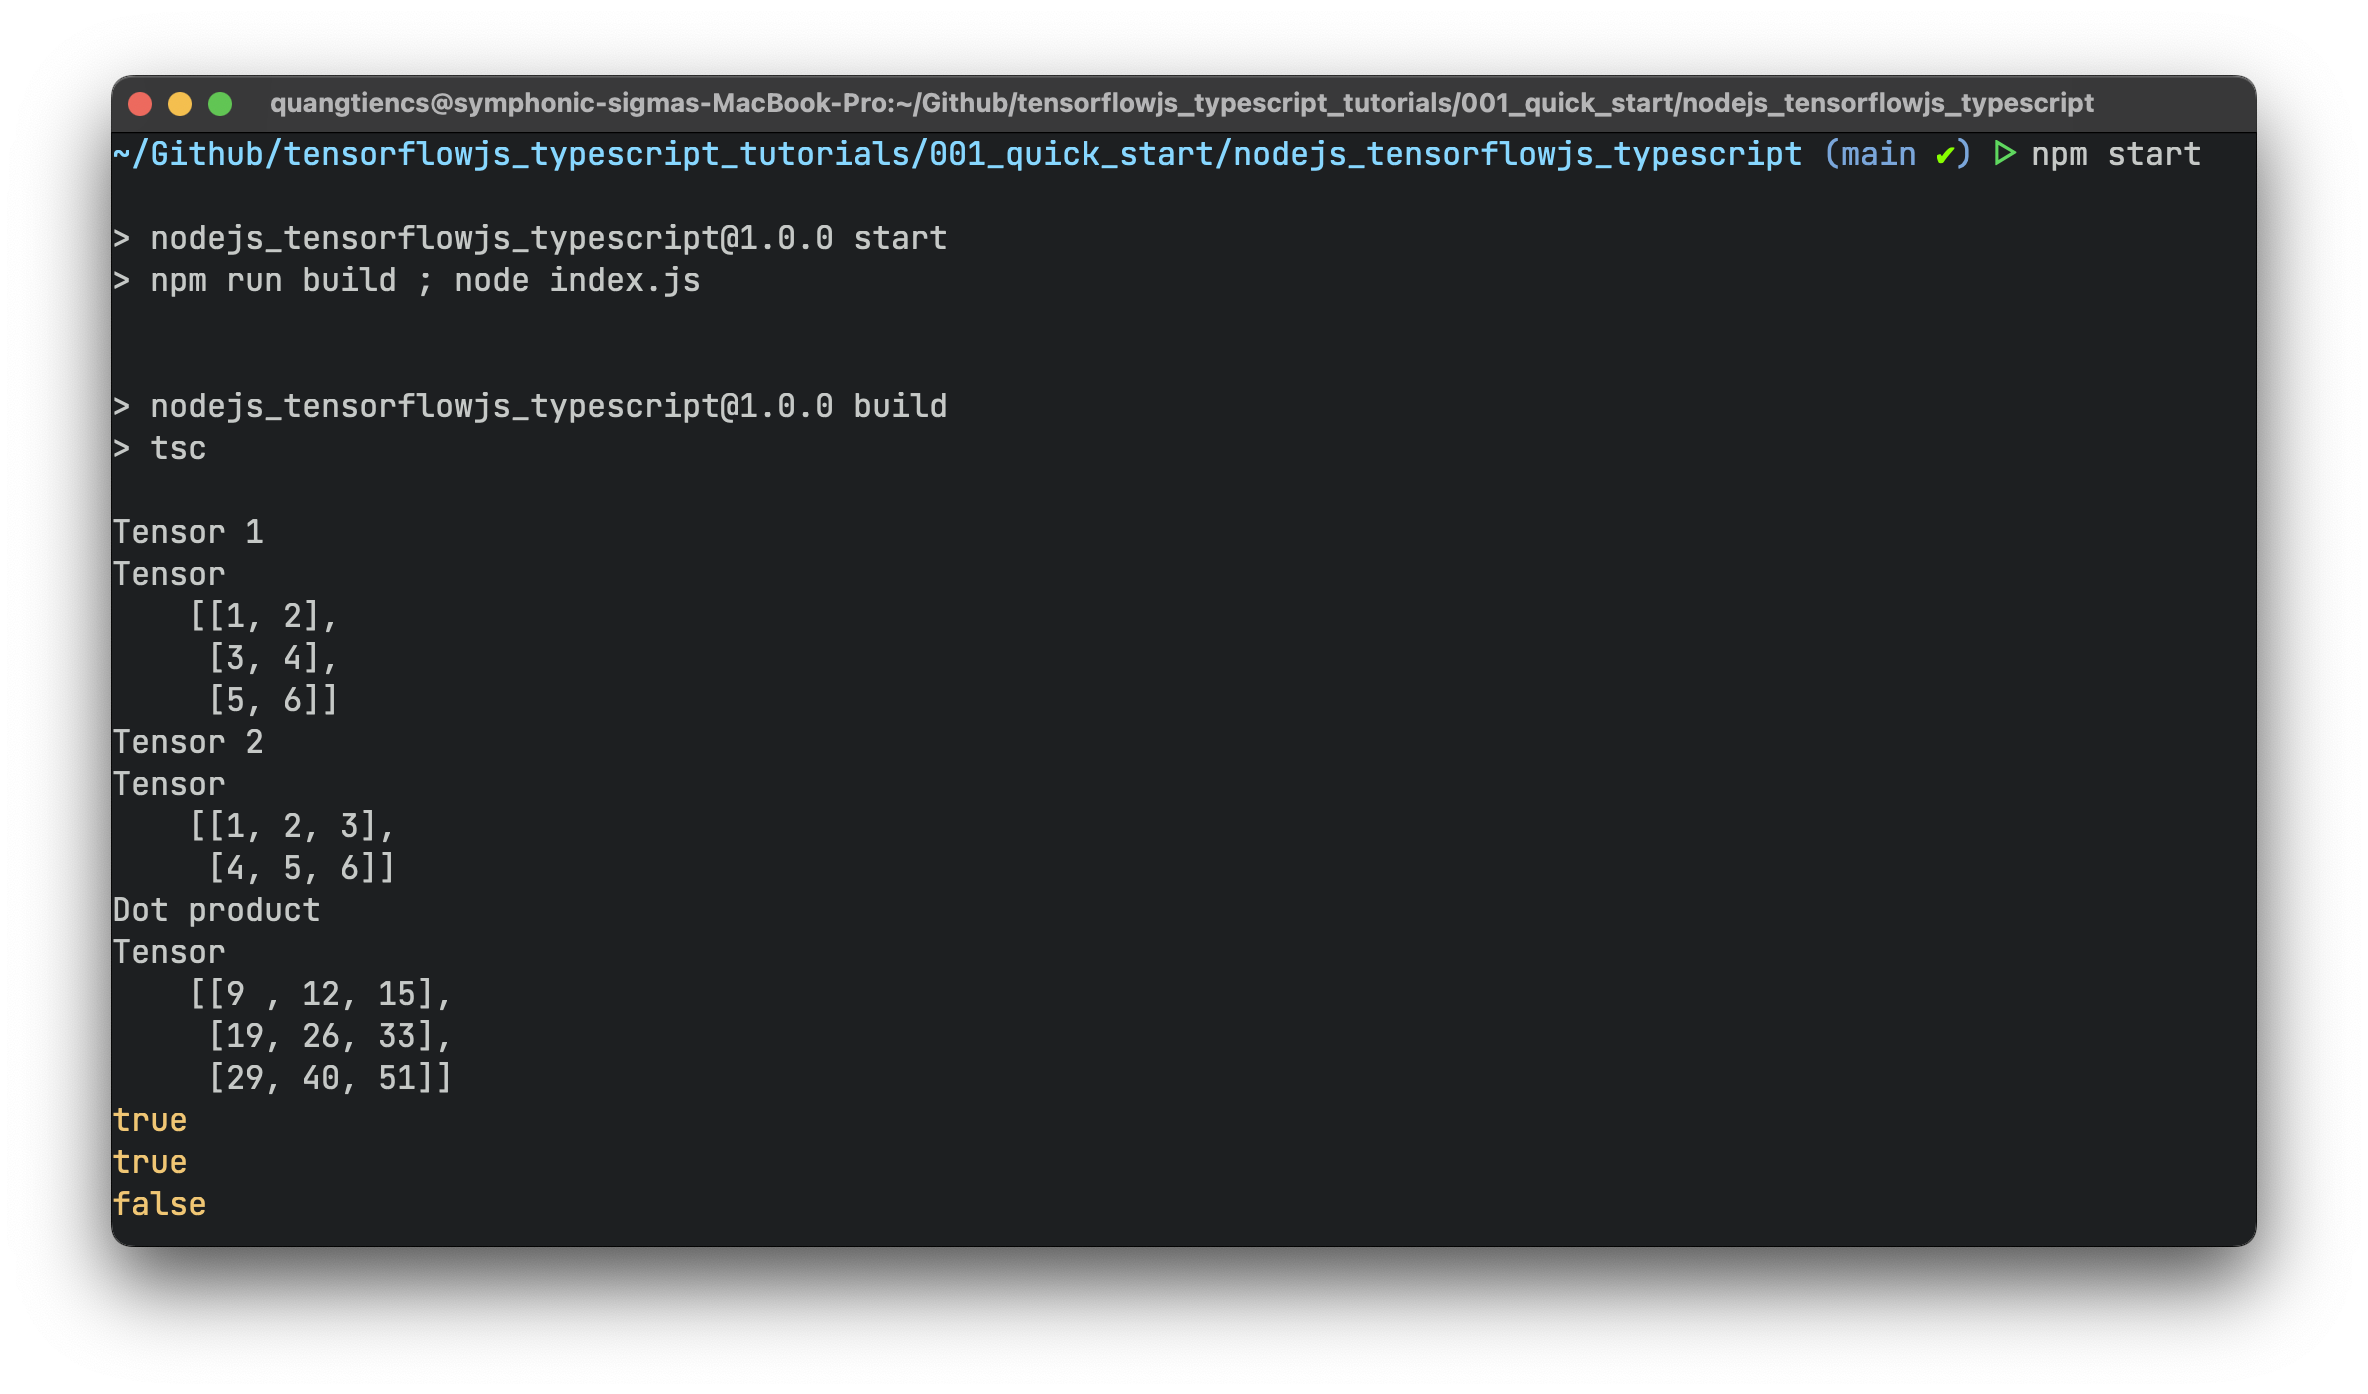 quangtiencs@symphonic-sigmas-MacBook-Pro:~/Github/tensorflowjs_typescript_tutorials/001_quick_start/nodejs_tensorflowjs_typescript
~/Github/tensorflowjs_typescript_tutorials/001_quick_start/nodejs_tensorflowjs_typescript (main ✔) ▷ npm start
> nodejs_tensorflowjs_typescript@1.0.0 start
> npm run build ; node index.js
> nodejs_tensorflowjs_typescript@1.0.0 build
> tsc
Tensor 1
Tensor
    [[1, 2],
     [3, 4],
     [5, 6]]
Tensor 2
Tensor
    [[1, 2, 3],
     [4, 5, 6]]
Dot product
Tensor
    [[9 , 12, 15],
     [19, 26, 33],
     [29, 40, 51]]
true
true
false